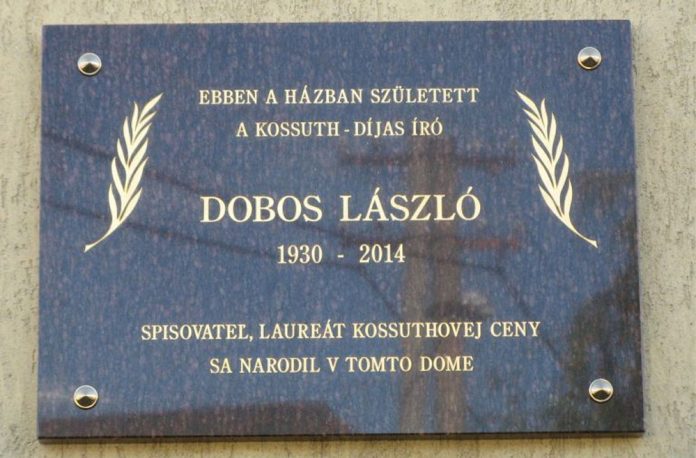 EBBEN A HÁZBAN SZÜLETETT
A KOSSUTH - DÍJAS ÍRÓ
DOBOS LÁSZLÓ
1930 - 2014
SPISOVATEĽ, LAUREÁT KOSSUTHOVEJ CENY
SA NARODIL V TOMTO DOME